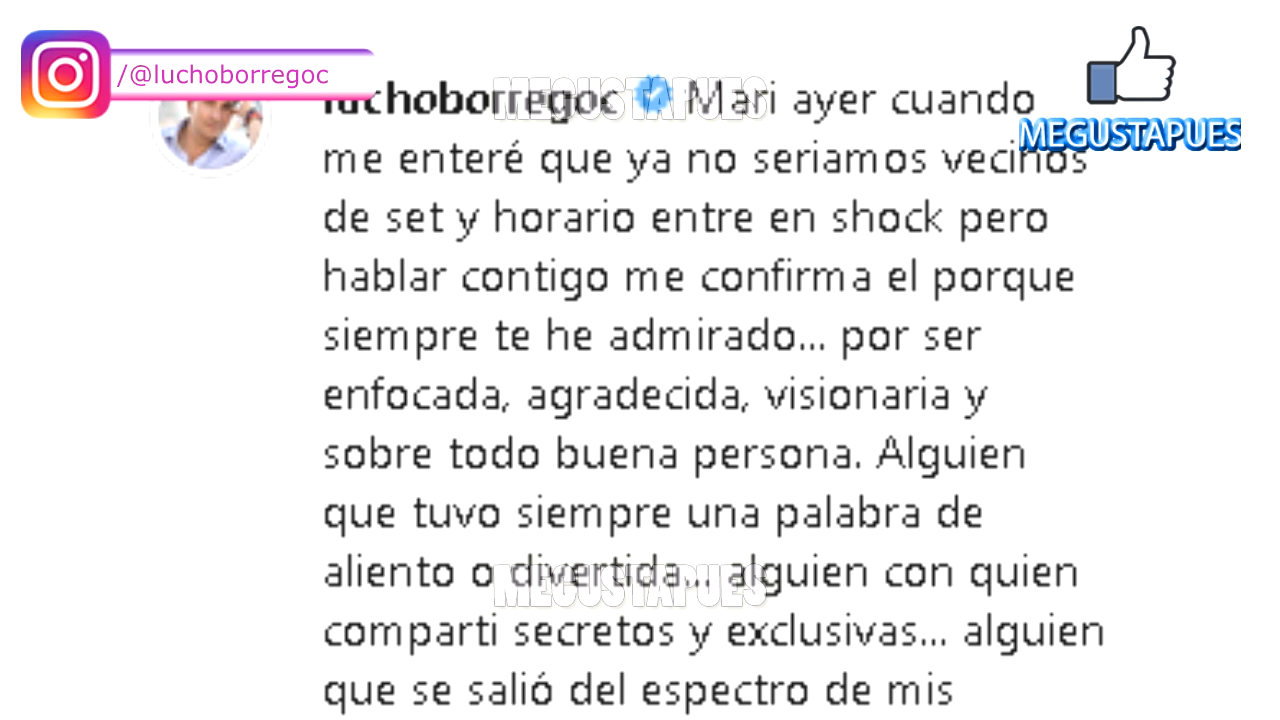 /@luchoborregoc
MEGUSTAPUES
luchoborregoc MEGUSTAPUES Mari ayer cuando
me enteré que ya no seriamos vecinos
de set y horario entre en shock pero
hablar contigo me confirma el porque
siempre te he admirado... por ser
enfocada, agradecida, visionaria y
sobre todo buena persona. Alguien
que tuvo siempre una palabra de
aliento o divertida... alguien con quien
MEGUSTAPUES
comparti secretos y exclusivas... alguien
que se salió del espectro de mis